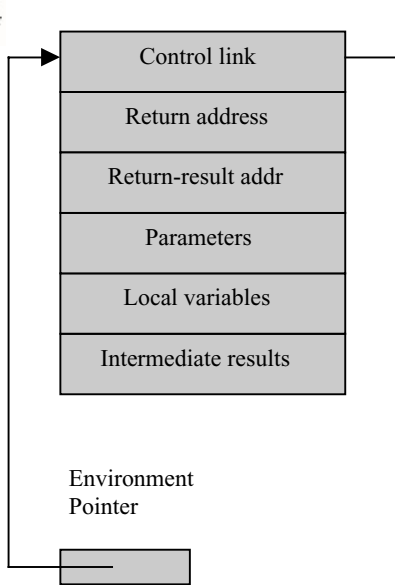 Control link
Return address
Return-result addr
Parameters
Local variables
Intermediate results
Environment
Pointer